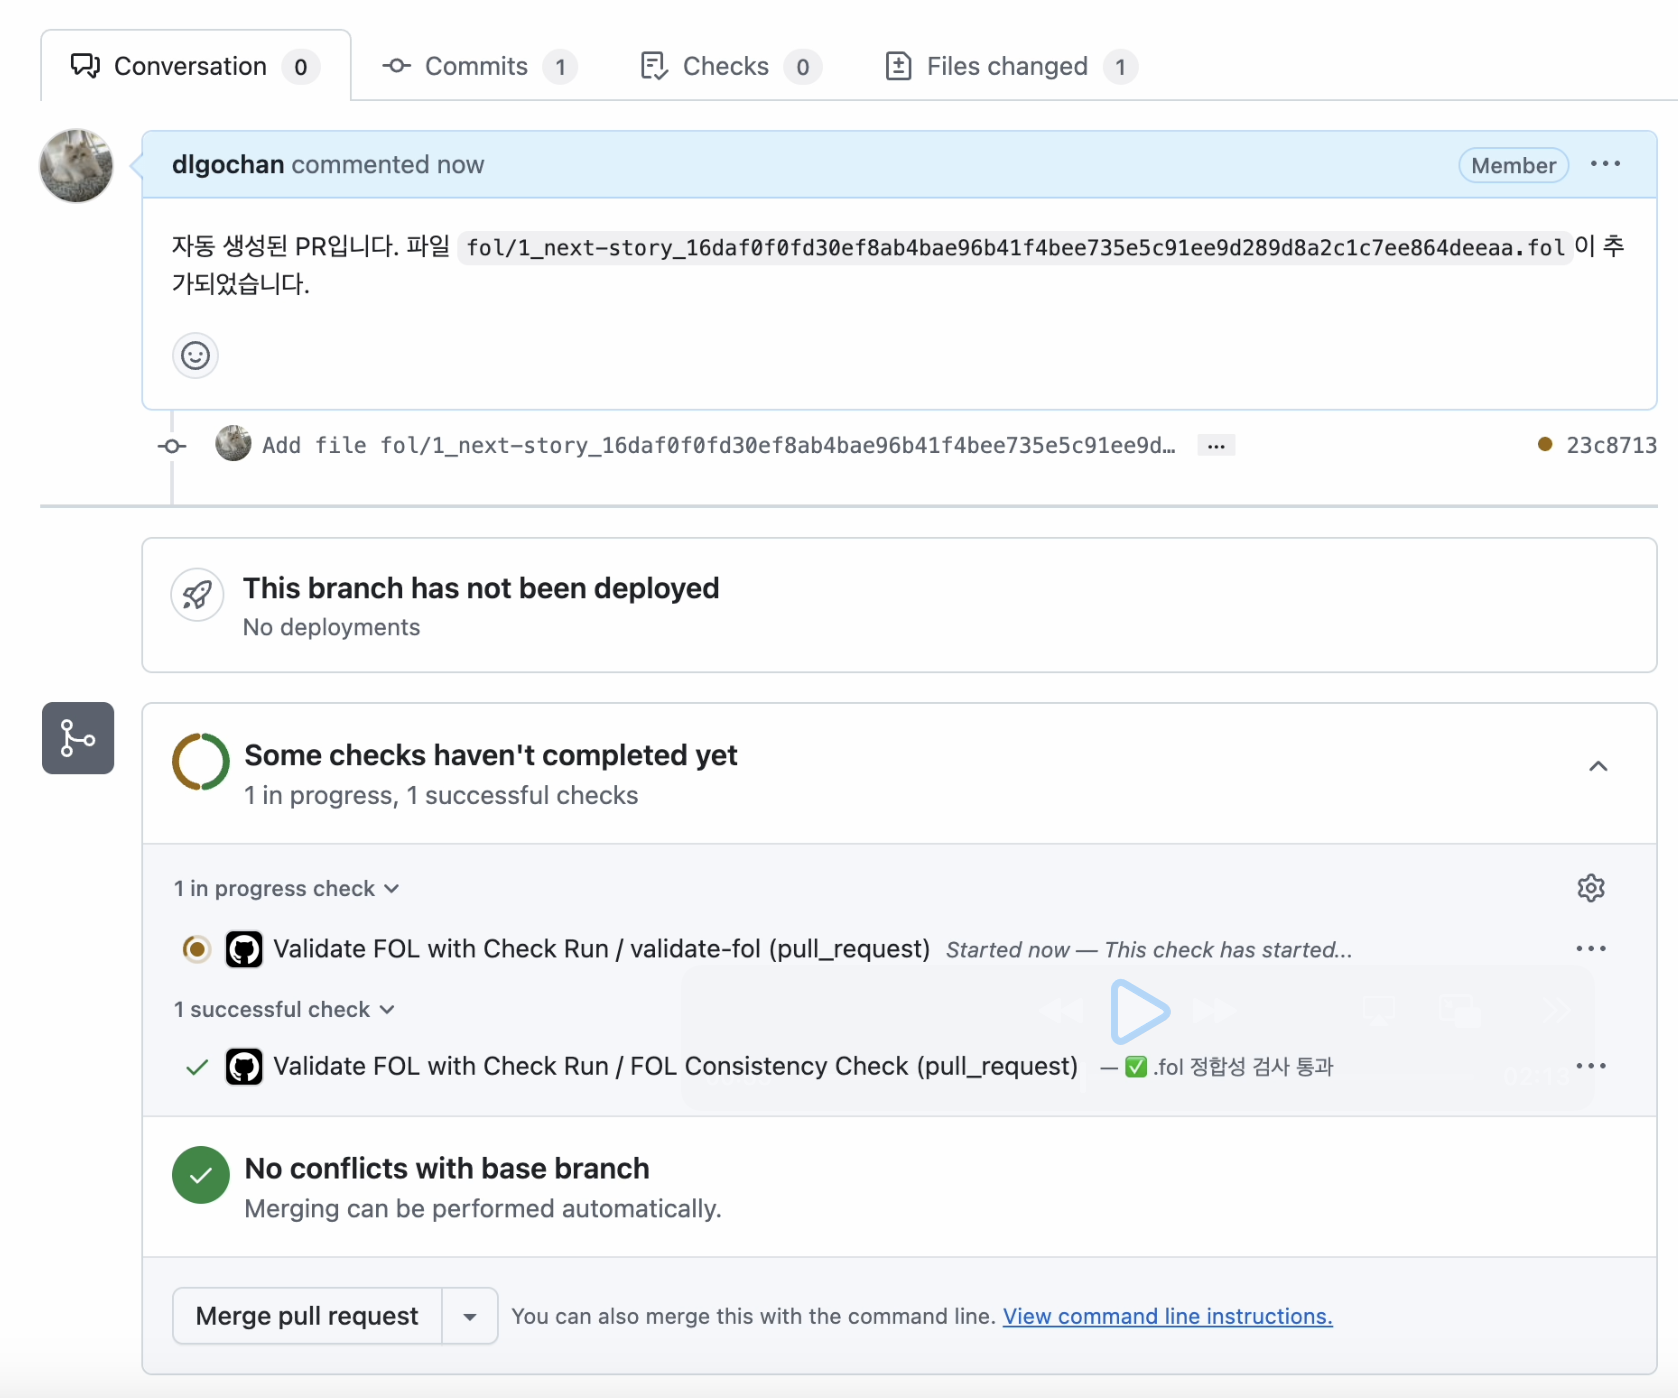 Conversation 0 Commits 1 Checks 0 Files changed 1
dlgochan commented now Member
자동 생성된 PR입니다. 파일 fol/1_next-story_16daf0f0fd30ef8ab4bae96b41f4bee735e5c91ee9d289d8a2c1c7ee864deeaa.fol이 추
가되었습니다.
Add file fol/1_next-story_16daf0f0fd30ef8ab4bae96b41f4bee735e5c91ee9d… 23c8713
This branch has not been deployed
No deployments
Some checks haven't completed yet
1 in progress, 1 successful checks
1 in progress check
Validate FOL with Check Run / validate-fol (pull_request) Started now — This check has started...
1 successful check
Validate FOL with Check Run / FOL Consistency Check (pull_request) — ✅ .fol 정합성 검사 통과
No conflicts with base branch
Merging can be performed automatically.
Merge pull request You can also merge this with the command line. View command line instructions.